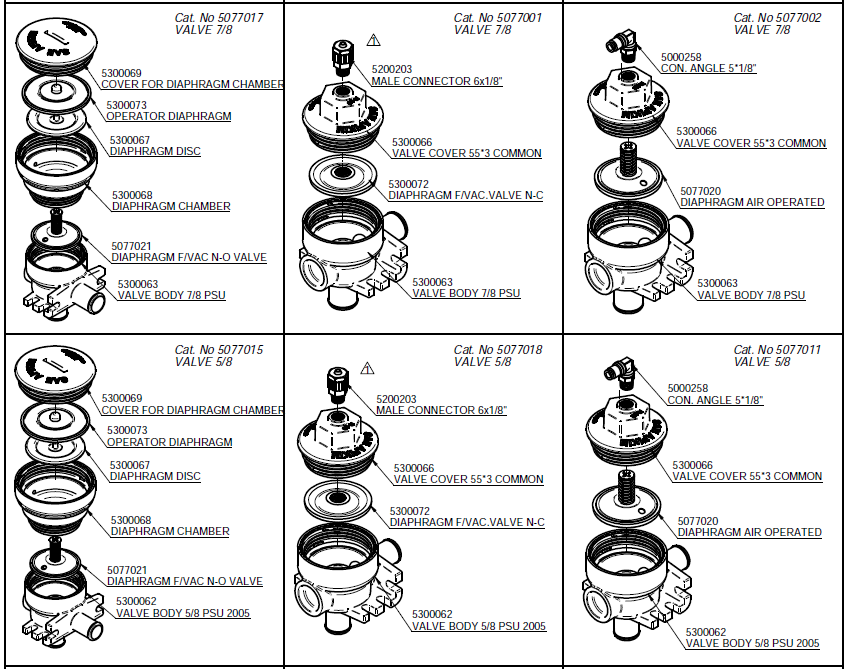 Cat. No 5077017
VALVE 7/8
5300069
COVER FOR DIAPHRAGM CHAMBER
5300073
OPERATOR DIAPHRAGM
5300067
DIAPHRAGM DISC
5300068
DIAPHRAGM CHAMBER
5077021
DIAPHRAGM F/VAC N-O VALVE
5300063
VALVE BODY 7/8 PSU
Cat. No 5077001
VALVE 7/8
1
5200203
MALE CONNECTOR 6x1/8"
5300066
VALVE COVER 55*3 COMMON
5300072
DIAPHRAGM F/VAC.VALVE N-C
5300063
VALVE BODY 7/8 PSU
Cat. No 5077002
VALVE 7/8
5000258
CON. ANGLE 5*1/8"
5300066
VALVE COVER 55*3 COMMON
5077020
DIAPHRAGM AIR OPERATED
5300063
VALVE BODY 7/8 PSU
Cat. No 5077015
VALVE 5/8
5300069
COVER FOR DIAPHRAGM CHAMBER
5300073
OPERATOR DIAPHRAGM
5300067
DIAPHRAGM DISC
5300068
DIAPHRAGM CHAMBER
5077021
DIAPHRAGM F/VAC N-O VALVE
5300062
VALVE BODY 5/8 PSU 2005
Cat. No 5077018
VALVE 5/8
1
5200203
MALE CONNECTOR 6x1/8"
5300066
VALVE COVER 55*3 COMMON
5300072
DIAPHRAGM F/VAC.VALVE N-C
5300062
VALVE BODY 5/8 PSU 2005
Cat. No 5077011
VALVE 5/8
5000258
CON. ANGLE 5*1/8"
5300066
VALVE COVER 55*3 COMMON
5077020
DIAPHRAGM AIR OPERATED
5300062
VALVE BODY 5/8 PSU 2005